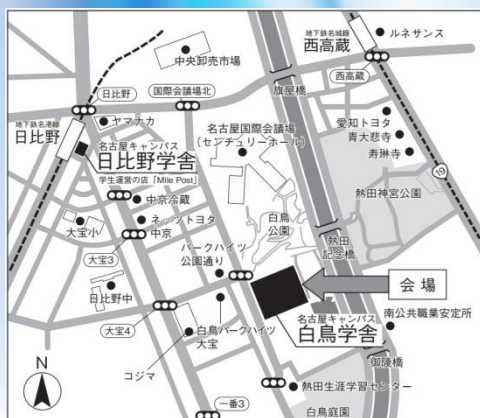 地下鉄名城線
西高蔵
ルネサンス
中央卸売市場
西高蔵
日比野
国際会議場北
旗屋橋
ヤマナカ
地下鉄名港線
日比野
名古屋キャンパス
日比野学舎
学生運営の店「Mile Post」
名古屋国際会議場
(センチュリーホール)
愛知トヨタ
青大悲寺
寿琳寺
19
熱田神宮公園
中京冷蔵
ネッツトヨタ
中京
大宝小
大宝3
白鳥
公園
熱田
記念橋
パークハイツ
公園通り
日比野中
会場
大宝4
白鳥パークハイツ
大宝
名古屋キャンパス
白鳥学舎
南公共職業安定所
コジマ
御陵橋
N
一番3
熱田生涯学習センター
白鳥庭園